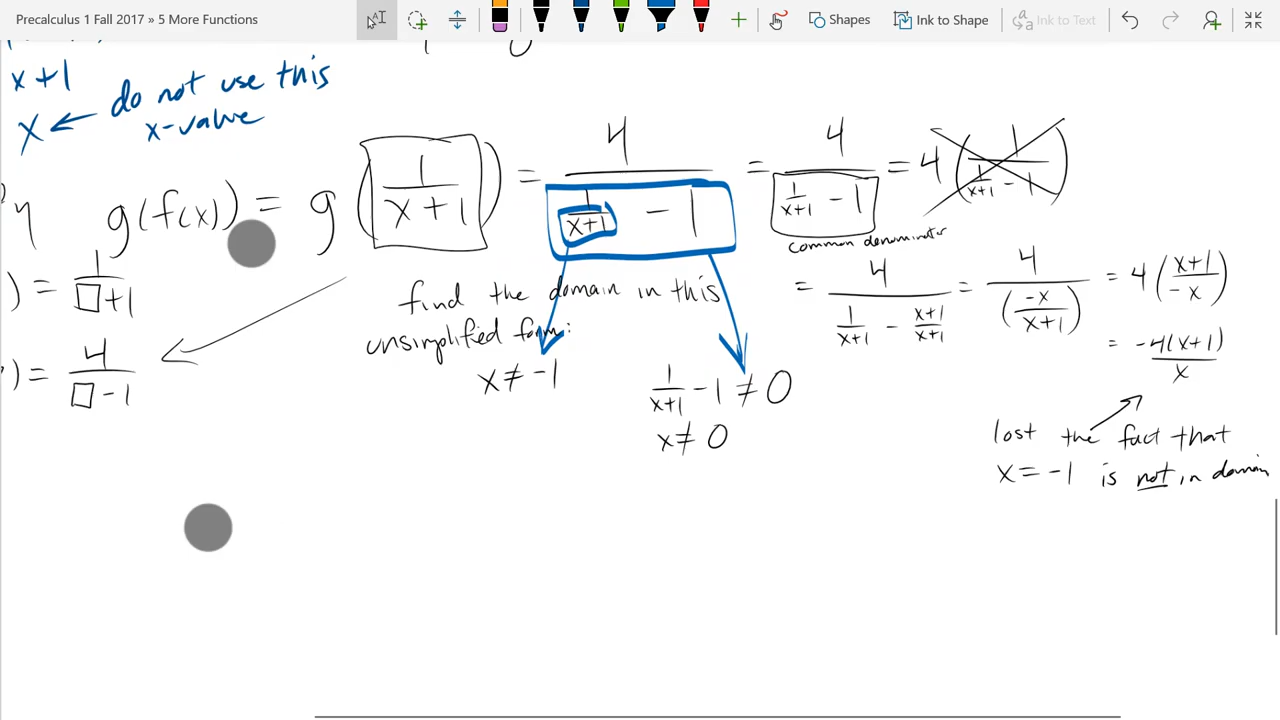 Precalculus 1 Fall 2017 » 5 More Functions
Shapes
Ink to Shape
Ink to Text
x+1
do not use this
x ←
x-value
g(f(x)) = g(1/(x+1)) = 4/(1/(x+1) - 1) = 4/(1/(x+1) - 1) = 4(1/(1/(x+1) - 1))
common denominator
) = 1/(□+1)
find the domain in this
unsimplified form:
= 4/(1/(x+1) - (x+1)/(x+1)) = 4/(-x/(x+1)) = 4((x+1)/-x)
= -4(x+1)/x
) = 4/(□-1)
x ≠ -1
1/(x+1) - 1 ≠ 0
x ≠ 0
lost the fact that
x = -1 is not in domain